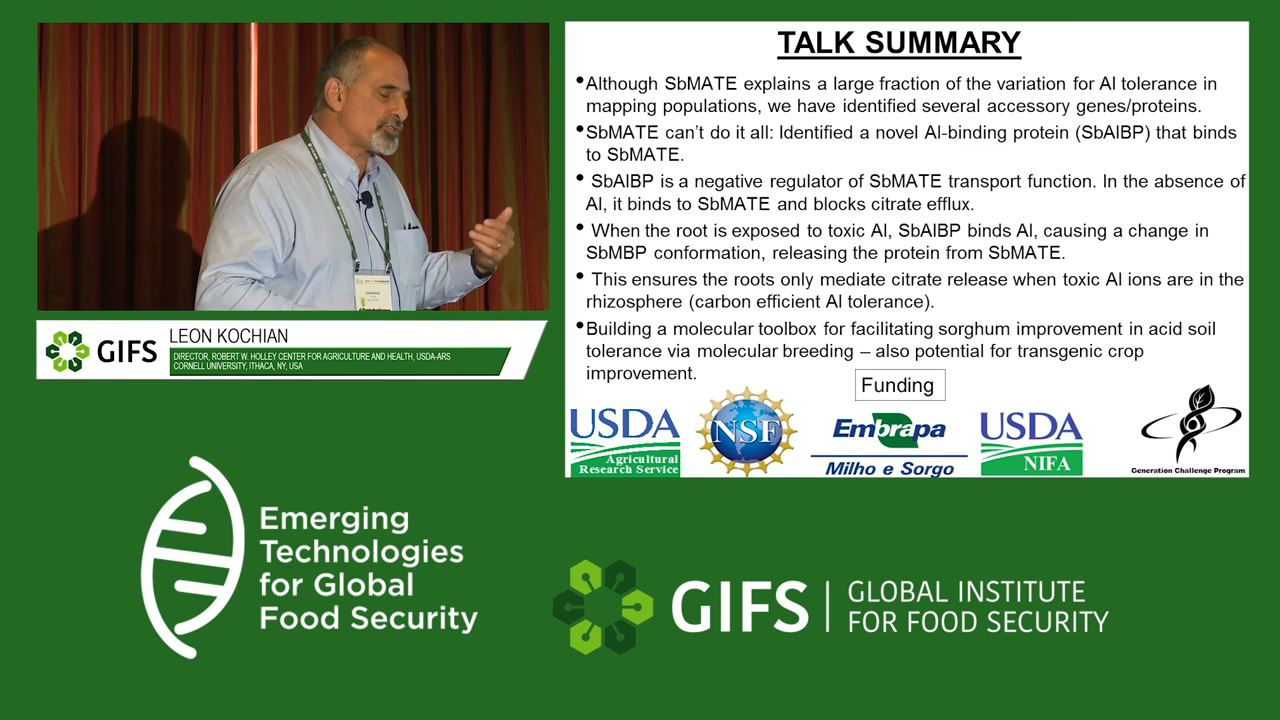 TALK SUMMARY
•Although SbMATE explains a large fraction of the variation for Al tolerance in
mapping populations, we have identified several accessory genes/proteins.
•SbMATE can't do it all: Identified a novel Al-binding protein (SbAlBP) that binds
to SbMATE.
• SbAlBP is a negative regulator of SbMATE transport function. In the absence of
Al, it binds to SbMATE and blocks citrate efflux.
• When the root is exposed to toxic Al, SbAlBP binds Al, causing a change in
SbMBP conformation, releasing the protein from SbMATE.
• This ensures the roots only mediate citrate release when toxic Al ions are in the
rhizosphere (carbon efficient Al tolerance).
•Building a molecular toolbox for facilitating sorghum improvement in acid soil
tolerance via molecular breeding – also potential for transgenic crop
improvement.
Funding
USDA
Agricultural
Research Service
NSF
Embrapa
Milho e Sorgo
USDA
NIFA
Generation Challenge Program
GIFS
LEON KOCHIAN
DIRECTOR, ROBERT W. HOLLEY CENTER FOR AGRICULTURE AND HEALTH, USDA-ARS
CORNELL UNIVERSITY, ITHACA, NY, USA
Emerging
Technologies
for Global
Food Security
GIFS
GLOBAL INSTITUTE
FOR FOOD SECURITY